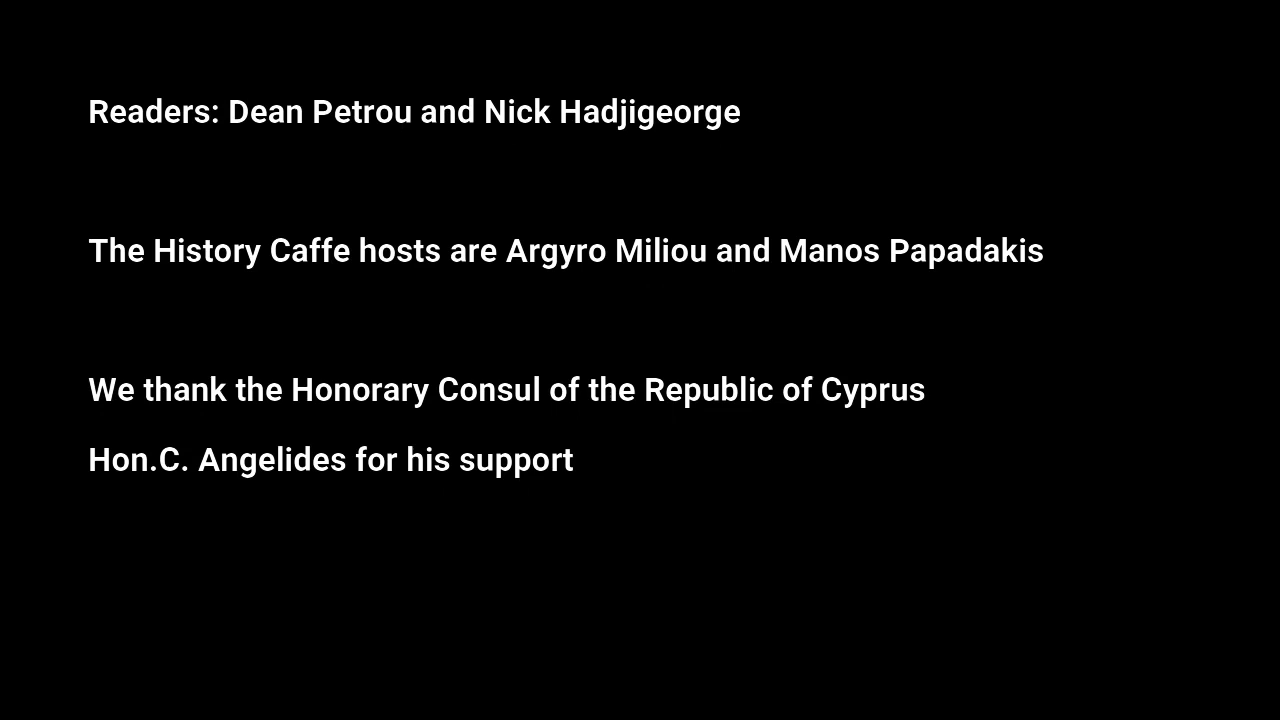 Readers: Dean Petrou and Nick Hadjigeorge
The History Caffe hosts are Argyro Miliou and Manos Papadakis
We thank the Honorary Consul of the Republic of Cyprus
Hon.C. Angelides for his support